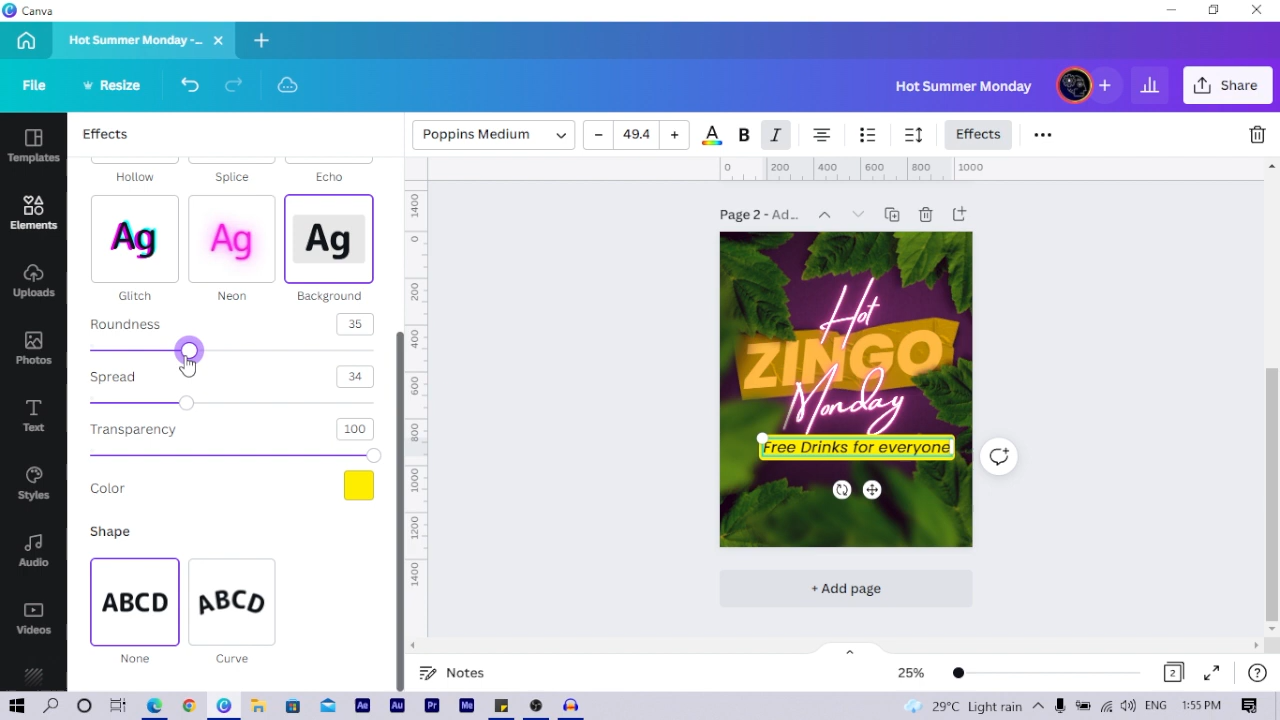 Canva
Hot Summer Monday -...
File
Resize
Hot Summer Monday
Share
Templates
Elements
Uploads
Photos
Text
Styles
Audio
Videos
Effects
Hollow
Splice
Echo
Ag
Ag
Ag
Glitch
Neon
Background
Roundness
35
Spread
34
Transparency
100
Color
Shape
ABCD
ABCD
None
Curve
Poppins Medium
49.4
A
B
I
Effects
0 200 400 600 800 1000
1400
0
200
400
600
800
1000
1200
1400
Page 2 - Ad...
Hot
ZINGO
Monday
Free Drinks for everyone
+ Add page
Notes
25%
2
Ae
Au
Pr
Me
29°C Light rain
ENG
1:55 PM